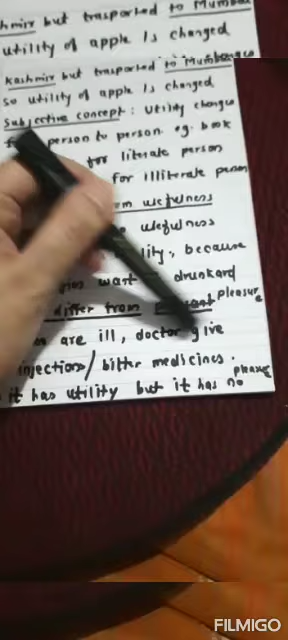 hmir but trasported to Mumbai
utility of apple is changed
Kashmir but trasported to Mumbai
so utility of apple is changed
Subjective concept: Utility changes
person to person eg. book
for literate person
for illiterate person
om usefulness
usefulness
lity, because
want drunkard
differ from pleasure
are ill, doctor give
injections/ bitter medicines.
it has utility but it has no please
FILMIGO